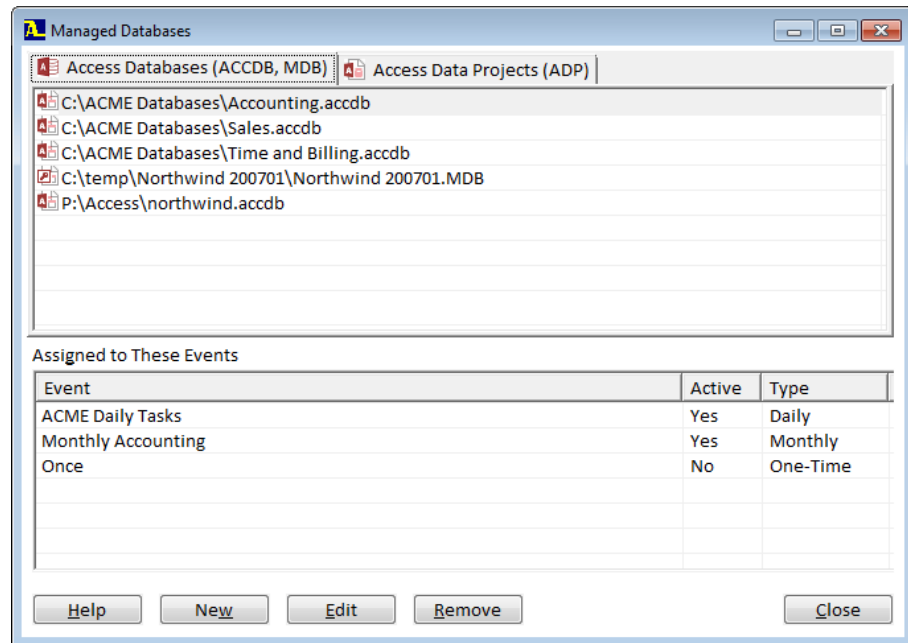 Managed Databases
Access Databases (ACCDB, MDB) Access Data Projects (ADP)
C:\ACME Databases\Accounting.accdb
C:\ACME Databases\Sales.accdb
C:\ACME Databases\Time and Billing.accdb
C:\temp\Northwind 200701\Northwind 200701.MDB
P:\Access\northwind.accdb
Assigned to These Events
Event Active Type
ACME Daily Tasks Yes Daily
Monthly Accounting Yes Monthly
Once No One-Time
Help New Edit Remove Close